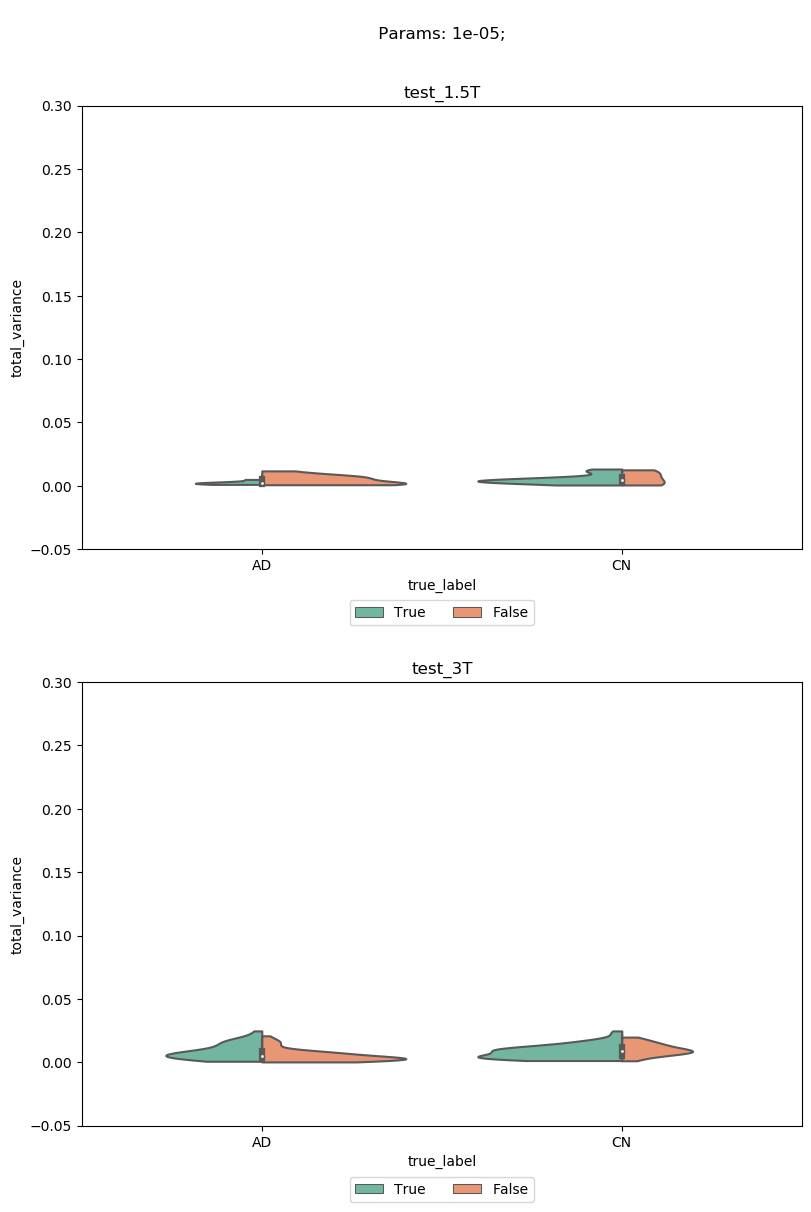 Params: 1e-05;
test_1.5T
0.30
0.25
0.20
0.15
0.10
0.05
0.00
−0.05
total_variance
AD CN
true_label
True False
test_3T
0.30
0.25
0.20
0.15
0.10
0.05
0.00
−0.05
total_variance
AD CN
true_label
True False